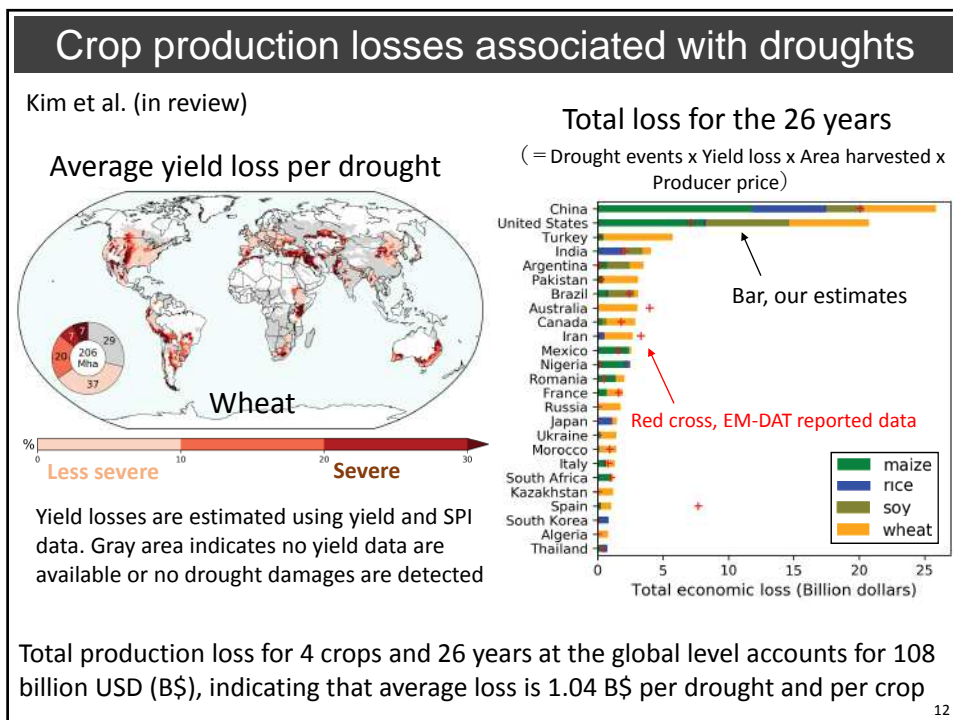 Crop production losses associated with droughts
Kim et al. (in review)
Average yield loss per drought
7
7
29
20
206
Mha
37
Wheat
%
0
10
20
30
Less severe
Severe
Yield losses are estimated using yield and SPI
data. Gray area indicates no yield data are
available or no drought damages are detected
Total loss for the 26 years
(=Drought events x Yield loss x Area harvested x
Producer price)
China
United States
Turkey
India
Argentina
Pakistan
Brazil
Australia
Canada
Iran
Mexico
Nigeria
Romania
France
Russia
Japan
Ukraine
Morocco
Italy
South Africa
Kazakhstan
Spain
South Korea
Algeria
Thailand
Bar, our estimates
Red cross, EM-DAT reported data
maize
rice
soy
wheat
0
5
10
15
20
25
Total economic loss (Billion dollars)
Total production loss for 4 crops and 26 years at the global level accounts for 108
billion USD (B$), indicating that average loss is 1.04 B$ per drought and per crop
12